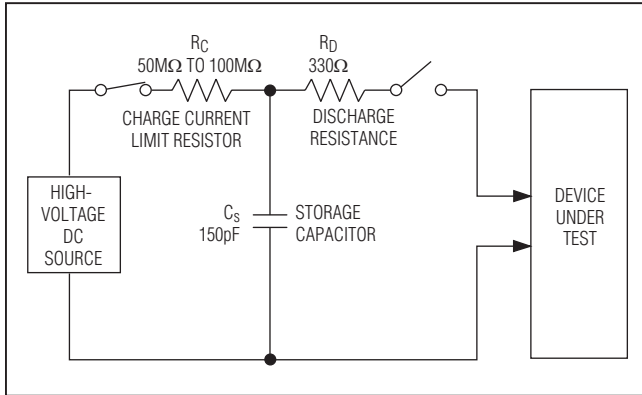 RC
50MΩ TO 100MΩ
CHARGE CURRENT
LIMIT RESISTOR
RD
330Ω
DISCHARGE
RESISTANCE
HIGH-
VOLTAGE
DC
SOURCE
Cs
150pF
STORAGE
CAPACITOR
DEVICE
UNDER
TEST